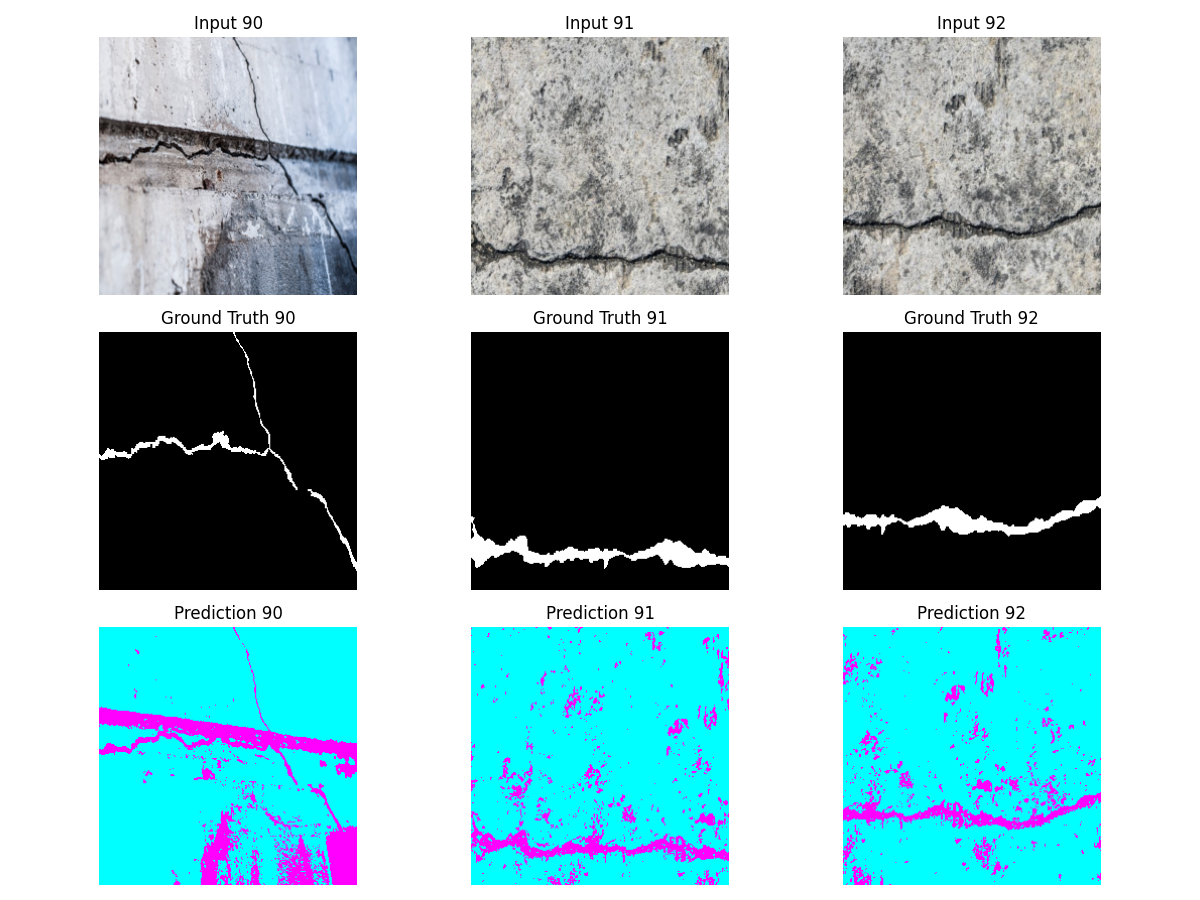 Input 90
Input 91
Input 92
Ground Truth 90
Ground Truth 91
Ground Truth 92
Prediction 90
Prediction 91
Prediction 92